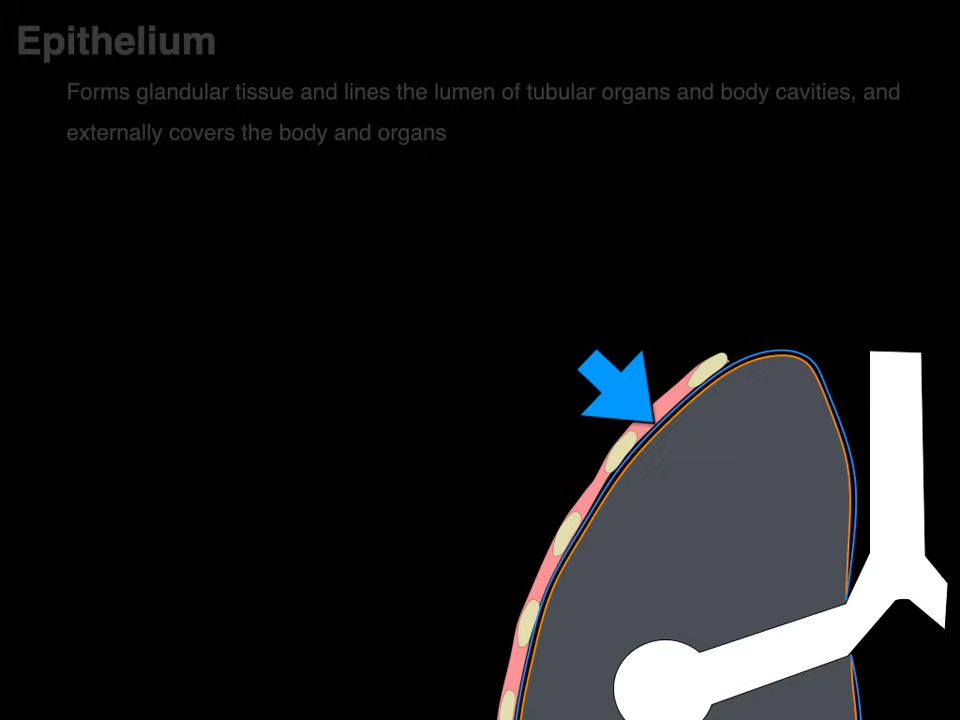 Epithelium
Forms glandular tissue and lines the lumen of tubular organs and body cavities, and
externally covers the body and organs